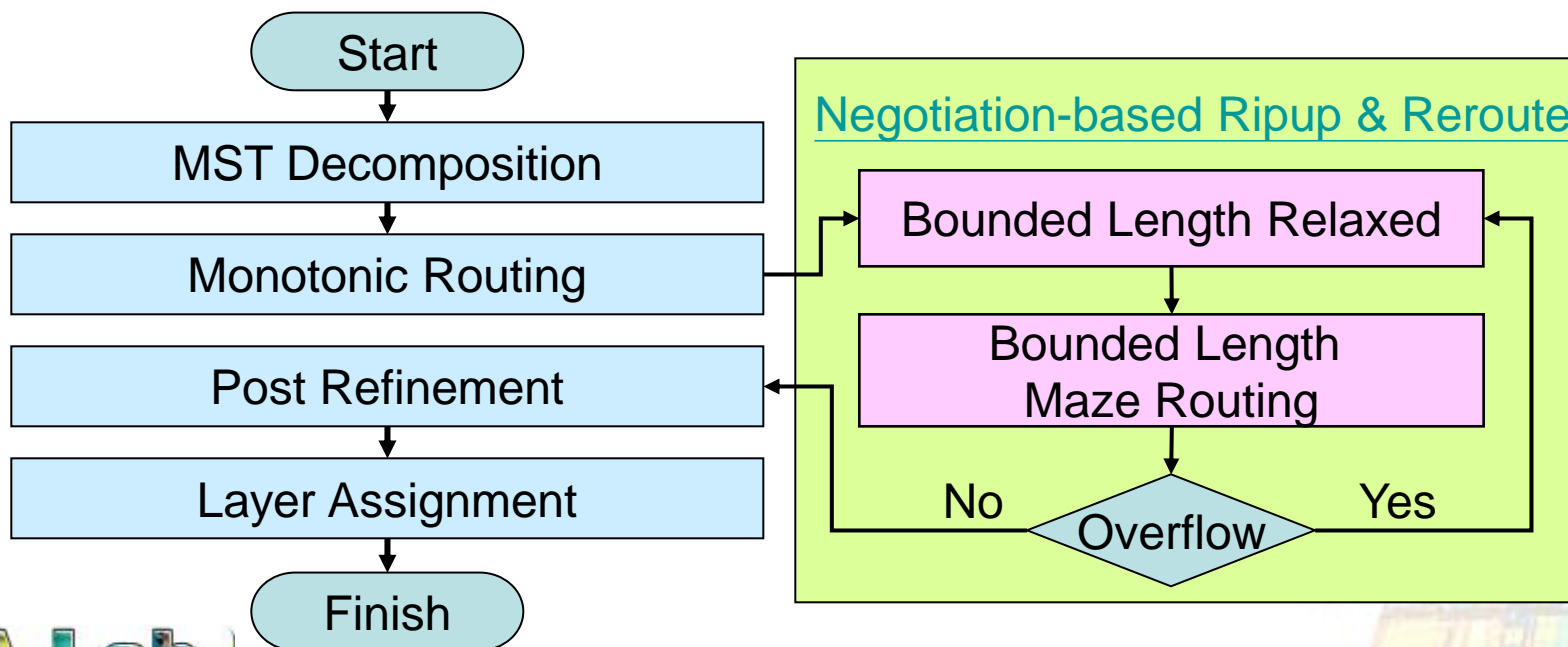 Start
MST Decomposition
Monotonic Routing
Post Refinement
Layer Assignment
Finish
Negotiation-based Ripup & Reroute
Bounded Length Relaxed
Bounded Length
Maze Routing
No
Overflow
Yes